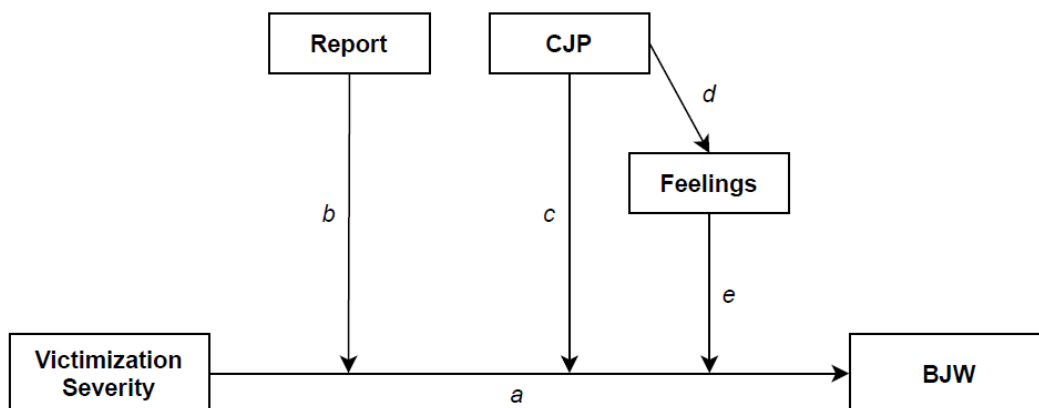 Report
CJP
d
Feelings
b
c
e
Victimization
Severity
BJW
a